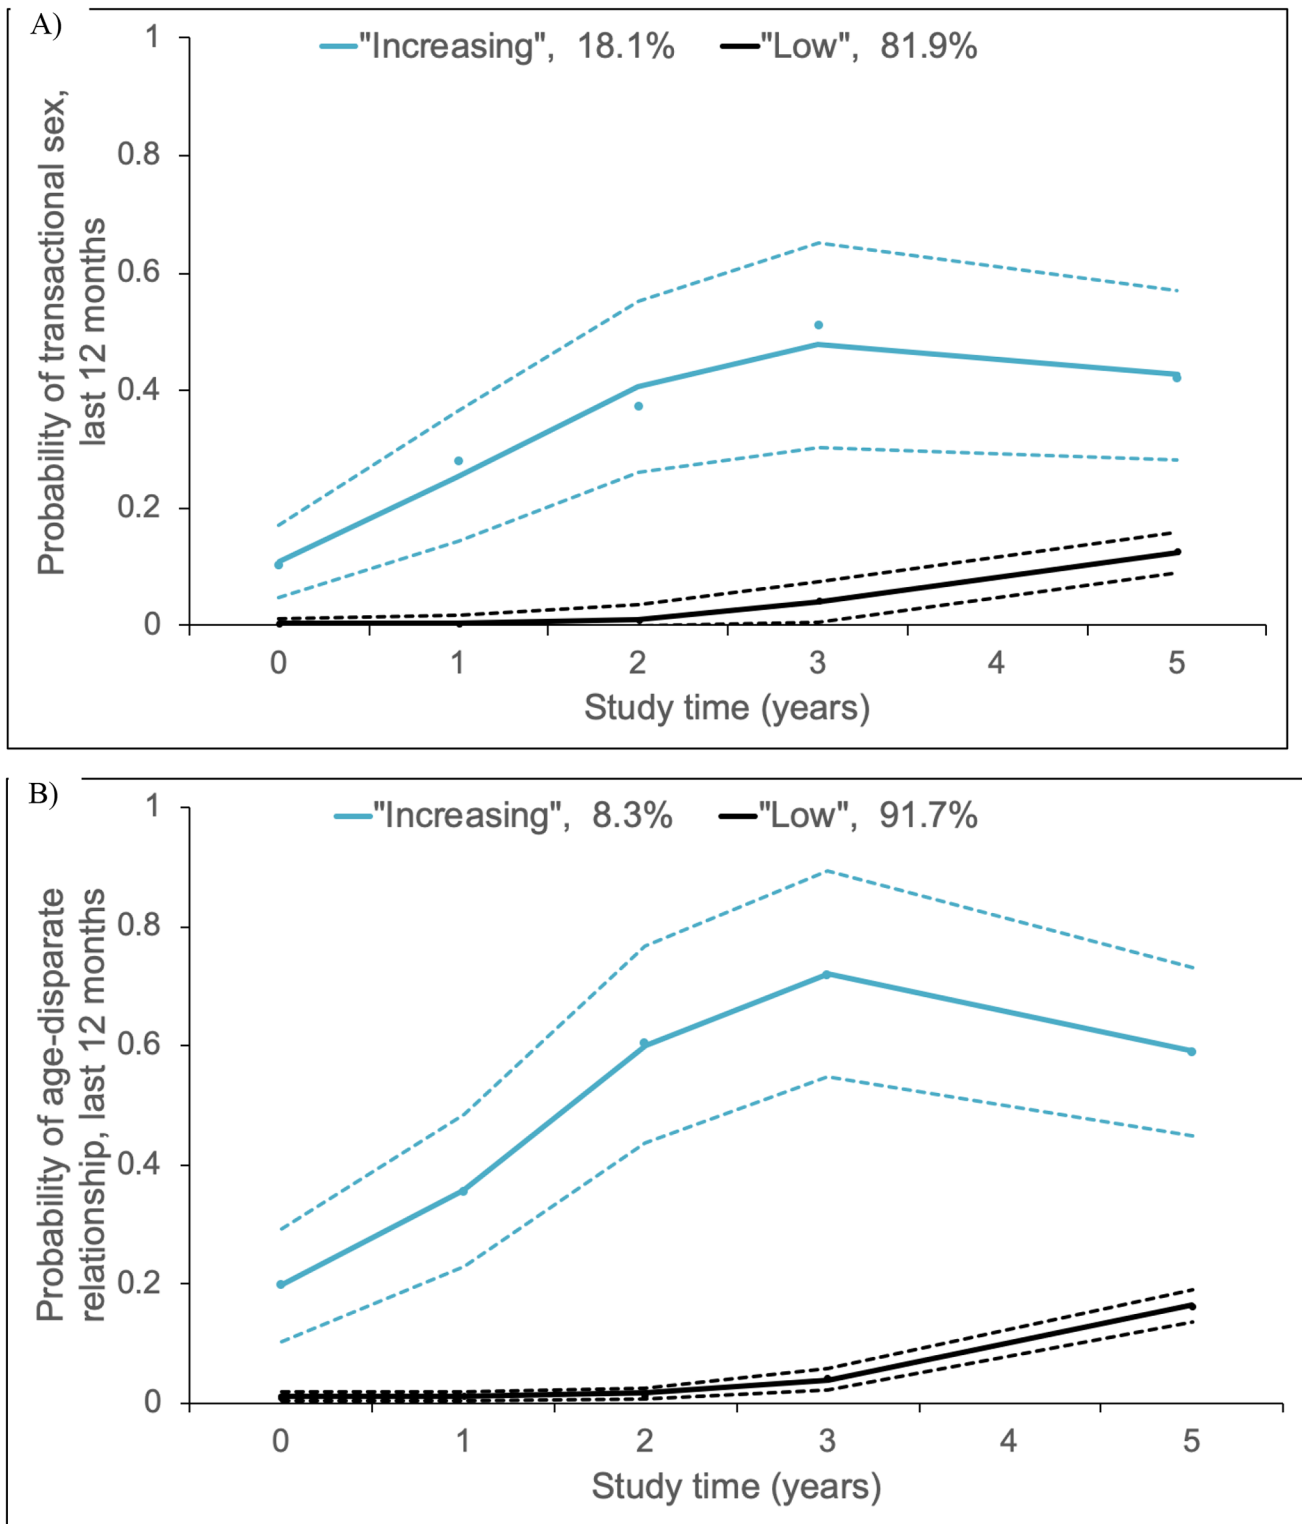 A)
"Increasing", 18.1% "Low", 81.9%
Probability of transactional sex,
last 12 months
1
0.8
0.6
0.4
0.2
0
0 1 2 3 4 5
Study time (years)
B)
"Increasing", 8.3% "Low", 91.7%
Probability of age-disparate
relationship, last 12 months
1
0.8
0.6
0.4
0.2
0
0 1 2 3 4 5
Study time (years)